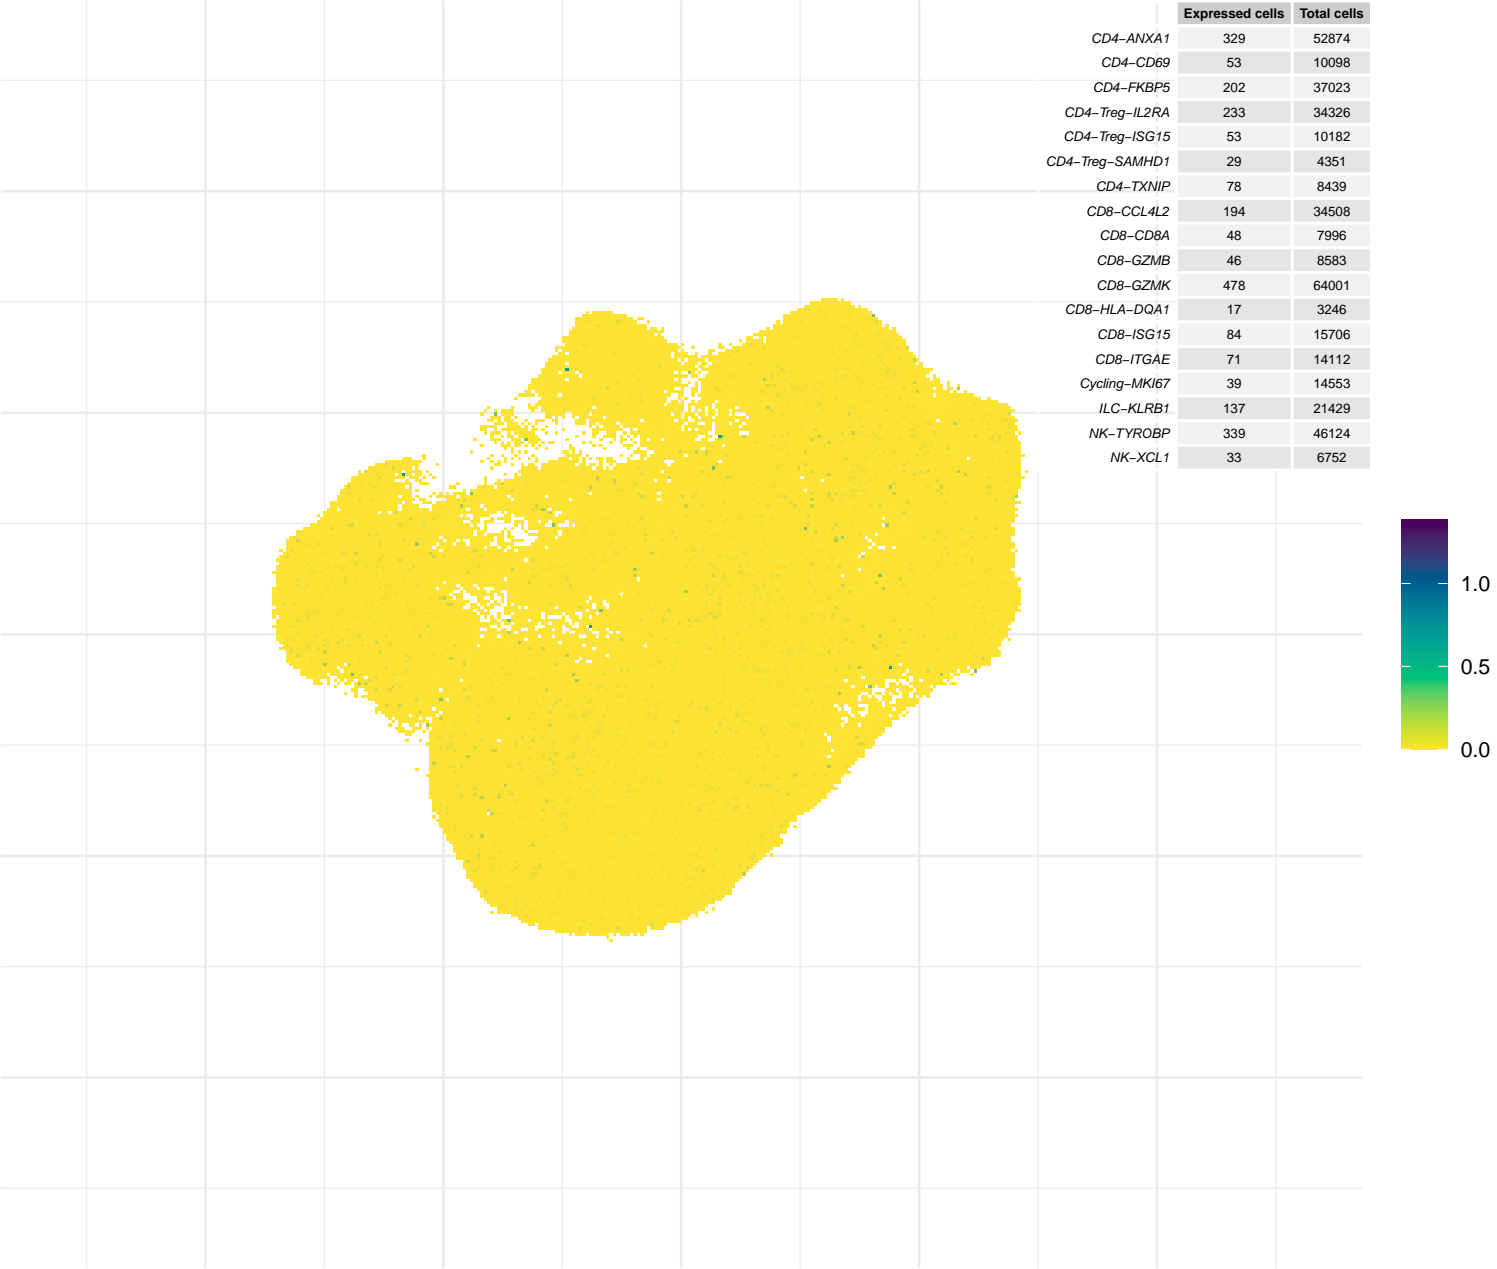 Expressed cells Total cells
CD4−ANXA1 329 52874
CD4−CD69 53 10098
CD4−FKBP5 202 37023
CD4−Treg−IL2RA 233 34326
CD4−Treg−ISG15 53 10182
CD4−Treg−SAMHD1 29 4351
CD4−TXNIP 78 8439
CD8−CCL4L2 194 34508
CD8−CD8A 48 7996
CD8−GZMB 46 8583
CD8−GZMK 478 64001
CD8−HLA−DQA1 17 3246
CD8−ISG15 84 15706
CD8−ITGAE 71 14112
Cycling−MKI67 39 14553
ILC−KLRB1 137 21429
NK−TYROBP 339 46124
NK−XCL1 33 6752
1.0
0.5
0.0